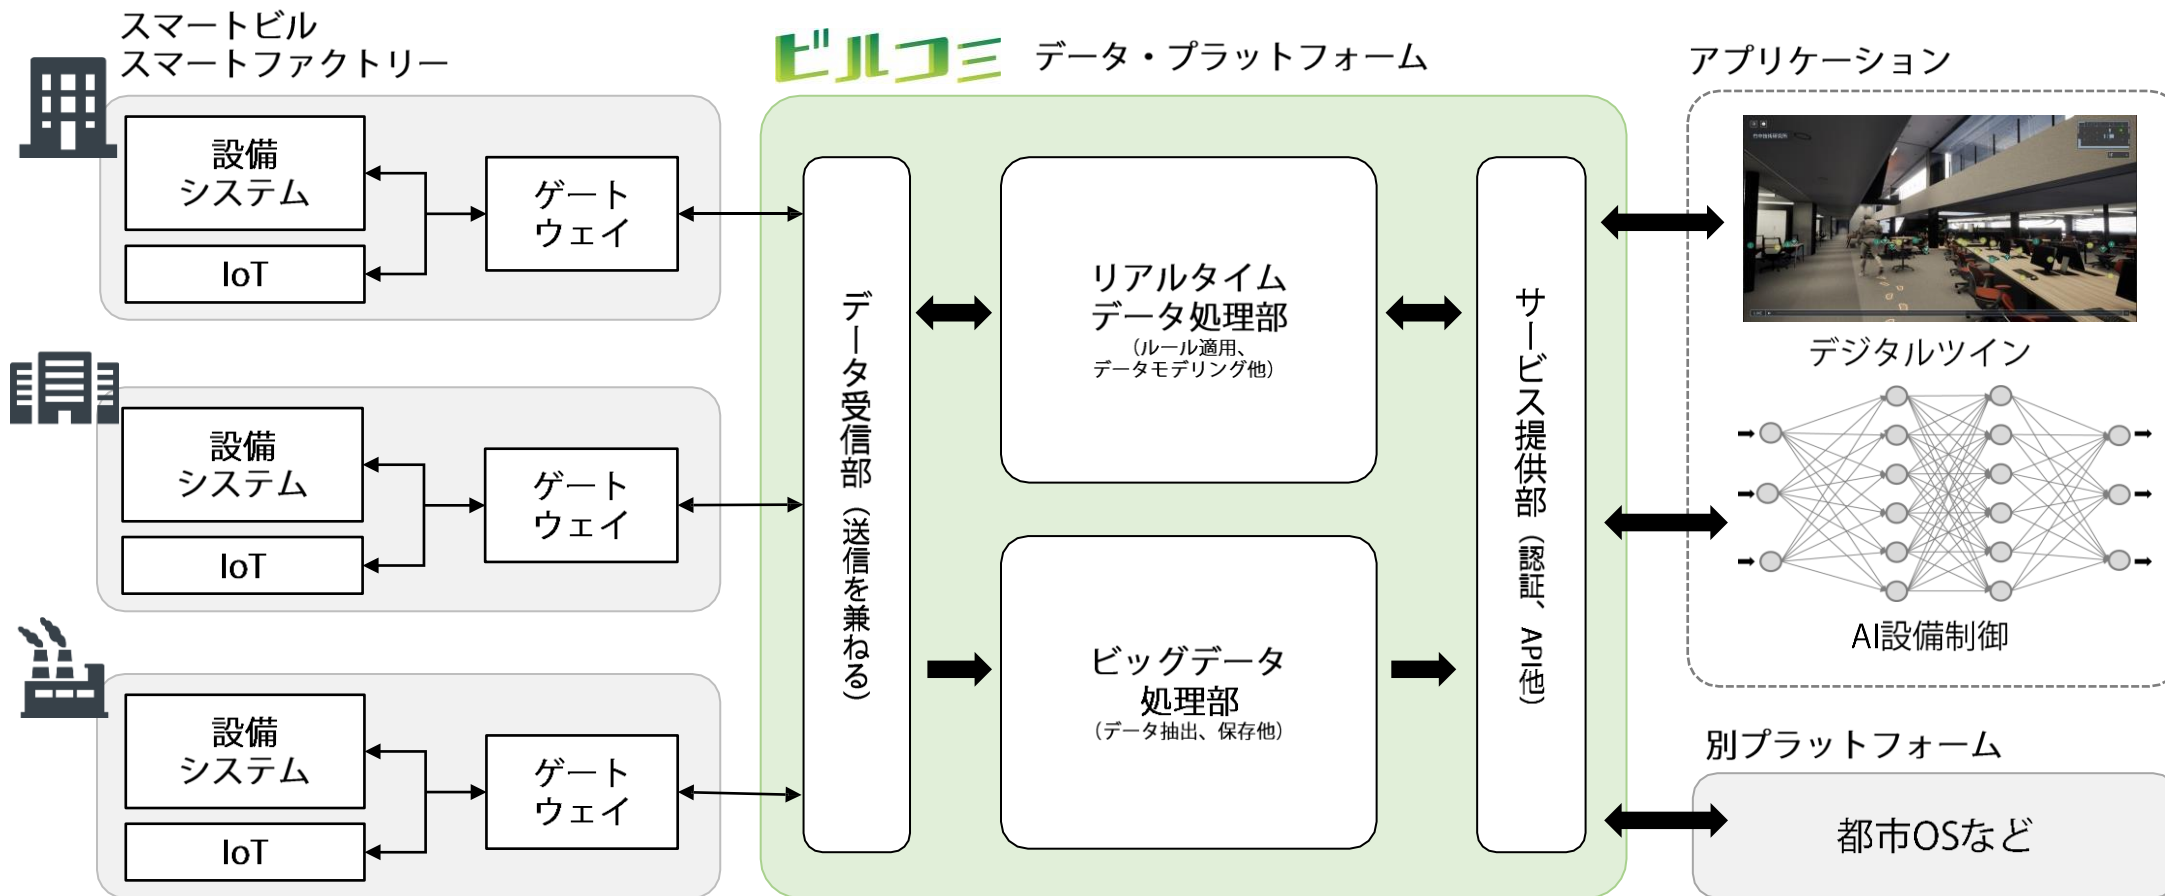 スマートビル
スマートファクトリー
設備
システム
IoT
ゲート
ウェイ
設備
システム
IoT
ゲート
ウェイ
設備
システム
IoT
ゲート
ウェイ
ビルコミ データ・プラットフォーム
データ受信部（送信を兼ねる）
リアルタイム
データ処理部
（ルール適用、
データモデリング他）
ビッグデータ
処理部
（データ抽出、保存他）
サービス提供部（認証、API他）
アプリケーション
デジタルツイン
AI設備制御
別プラットフォーム
都市OSなど